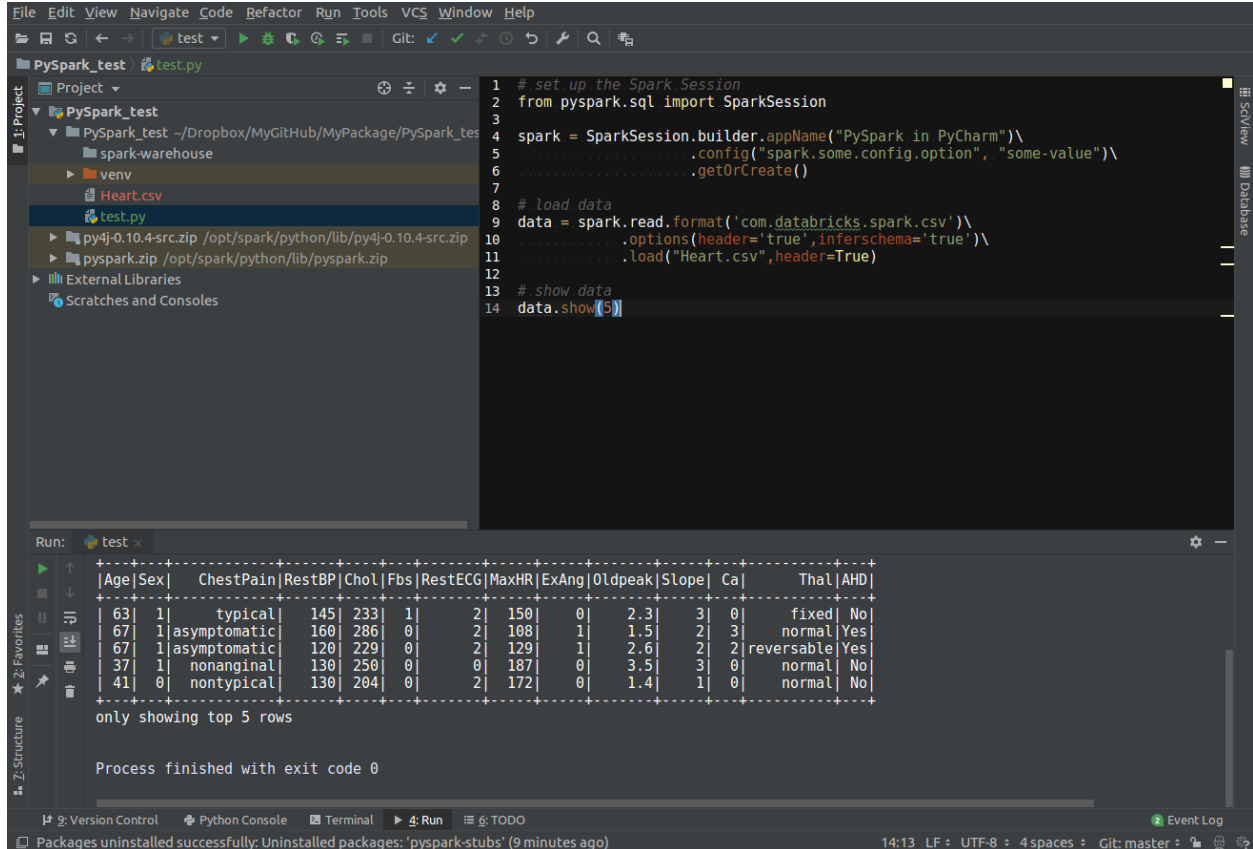 File Edit View Navigate Code Refactor Run Tools VCS Window Help
test Git:
PySpark_test test.py
1: Project
Project
PySpark_test
PySpark_test ~/Dropbox/MyGitHub/MyPackage/PySpark_tes
spark-warehouse
venv
Heart.csv
test.py
py4j-0.10.4-src.zip /opt/spark/python/lib/py4j-0.10.4-src.zip
pyspark.zip /opt/spark/python/lib/pyspark.zip
External Libraries
Scratches and Consoles
1 # set up the Spark Session
2 from pyspark.sql import SparkSession
3
4 spark = SparkSession.builder.appName("PySpark in PyCharm")\
5 .config("spark.some.config.option", "some-value")\
6 .getOrCreate()
7
8 # load data
9 data = spark.read.format('com.databricks.spark.csv')\
10 .options(header='true',inferschema='true')\
11 .load("Heart.csv",header=True)
12
13 # show data
14 data.show(5)
SciView
Database
Run: test
+---+---+------------+------+----+---+-------+-----+-----+-------+-----+---+----------+---+
|Age|Sex|   ChestPain|RestBP|Chol|Fbs|RestECG|MaxHR|ExAng|Oldpeak|Slope| Ca|      Thal|AHD|
+---+---+------------+------+----+---+-------+-----+-----+-------+-----+---+----------+---+
| 63|  1|     typical|   145| 233|  1|      2|  150|    0|    2.3|    3|  0|     fixed| No|
| 67|  1|asymptomatic|   160| 286|  0|      2|  108|    1|    1.5|    2|  3|    normal|Yes|
| 67|  1|asymptomatic|   120| 229|  0|      2|  129|    1|    2.6|    2|  2|reversable|Yes|
| 37|  1|  nonanginal|   130| 250|  0|      0|  187|    0|    3.5|    3|  0|    normal| No|
| 41|  0|  nontypical|   130| 204|  0|      2|  172|    0|    1.4|    1|  0|    normal| No|
+---+---+------------+------+----+---+-------+-----+-----+-------+-----+---+----------+---+
only showing top 5 rows
Process finished with exit code 0
2: Favorites
7: Structure
9: Version Control Python Console Terminal 4: Run 6: TODO 2 Event Log
Packages uninstalled successfully: Uninstalled packages: 'pyspark-stubs' (9 minutes ago) 14:13 LF UTF-8 4 spaces Git: master